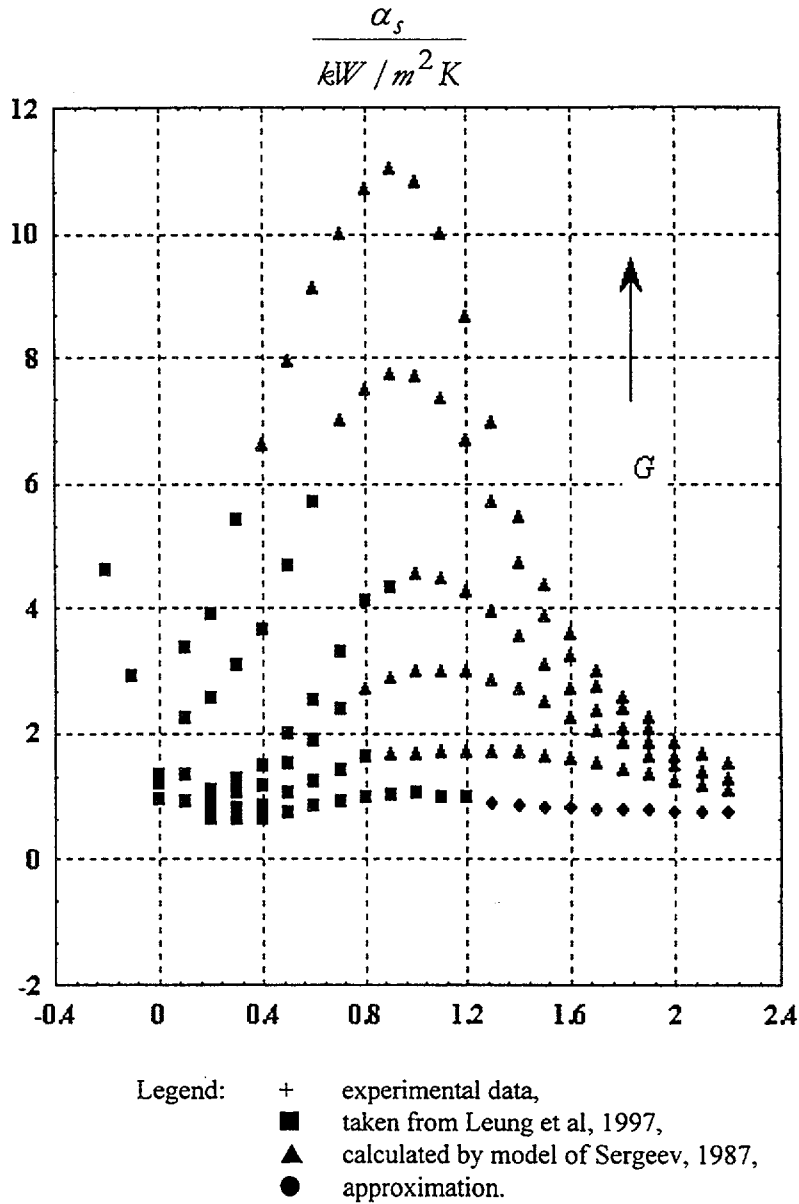 α_s
kW / m² K
12
10
8
6
4
2
0
-2
G
-0.4 0 0.4 0.8 1.2 1.6 2 2.4
Legend: + experimental data,
■ taken from Leung et al, 1997,
▲ calculated by model of Sergeev, 1987,
● approximation.